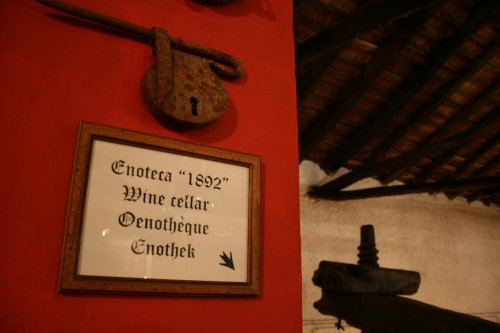 Enoteca "1892"
Wine cellar
Oenothèque
Enothek